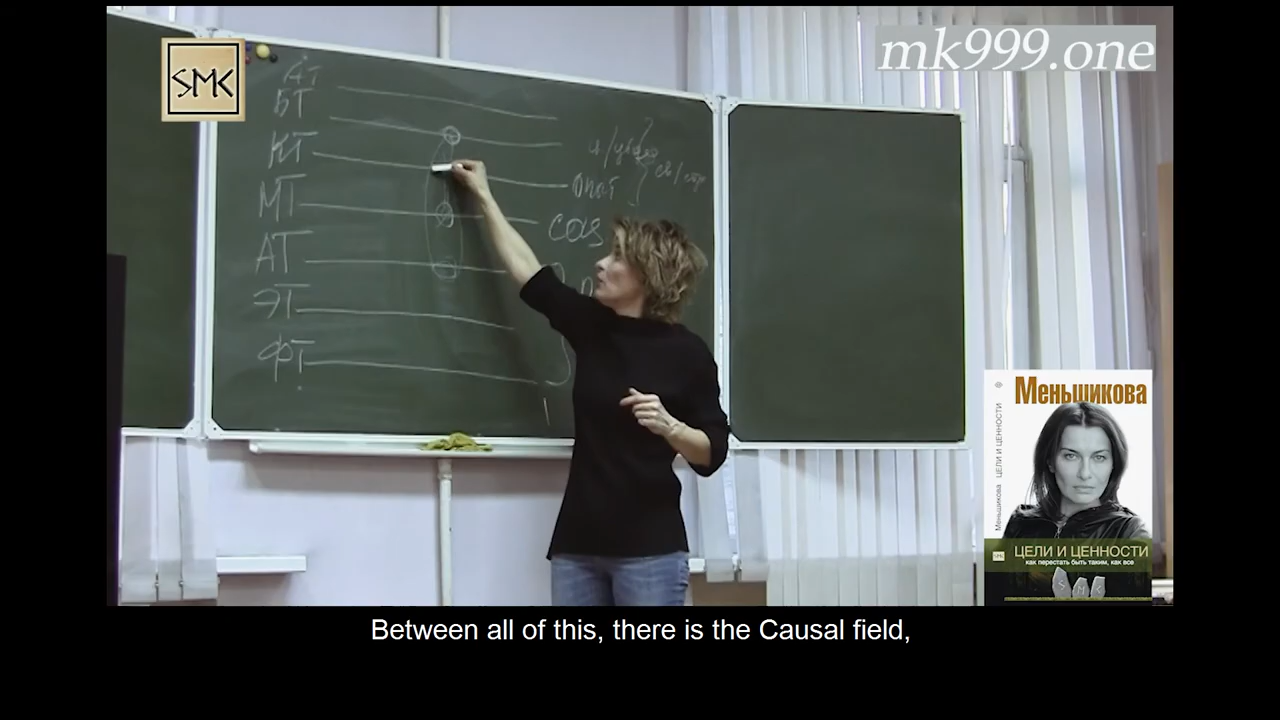 SMK
mk999.one
БТ
КТ
МТ
АТ
ЭТ
ФТ
опыт
Меньшикова
Меньшикова ЦЕЛИ И ЦЕННОСТИ
ЦЕЛИ И ЦЕННОСТИ
как перестать быть таким, как все
Between all of this, there is the Causal field,